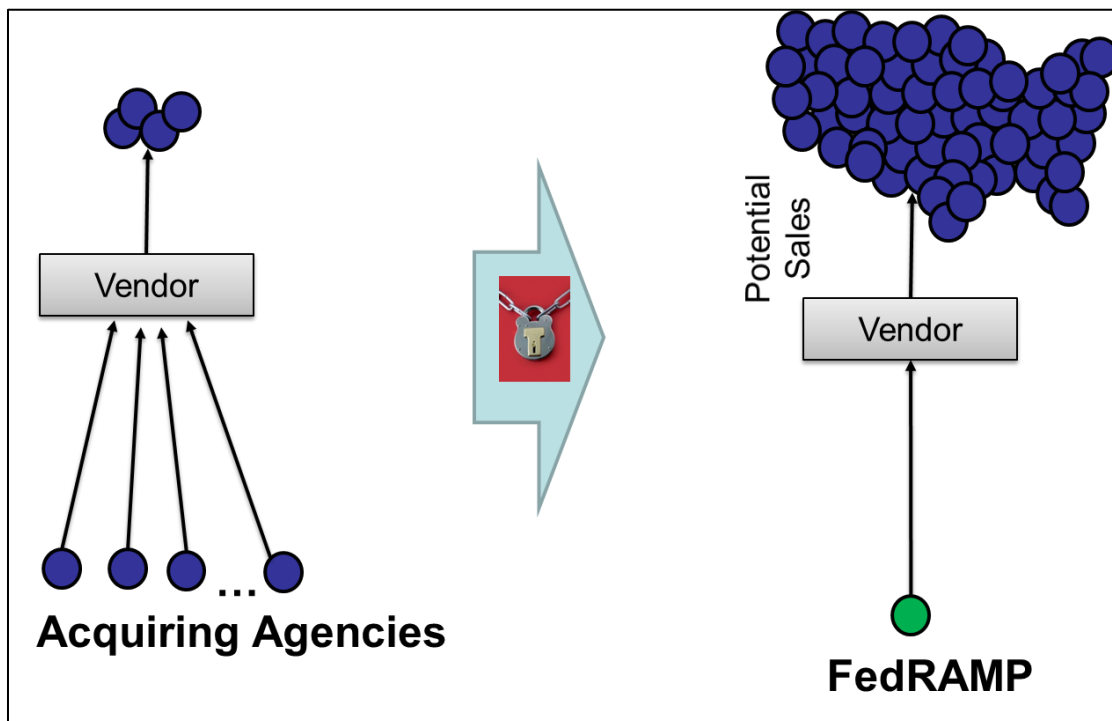 Vendor
...
Acquiring Agencies
Potential
Sales
Vendor
FedRAMP